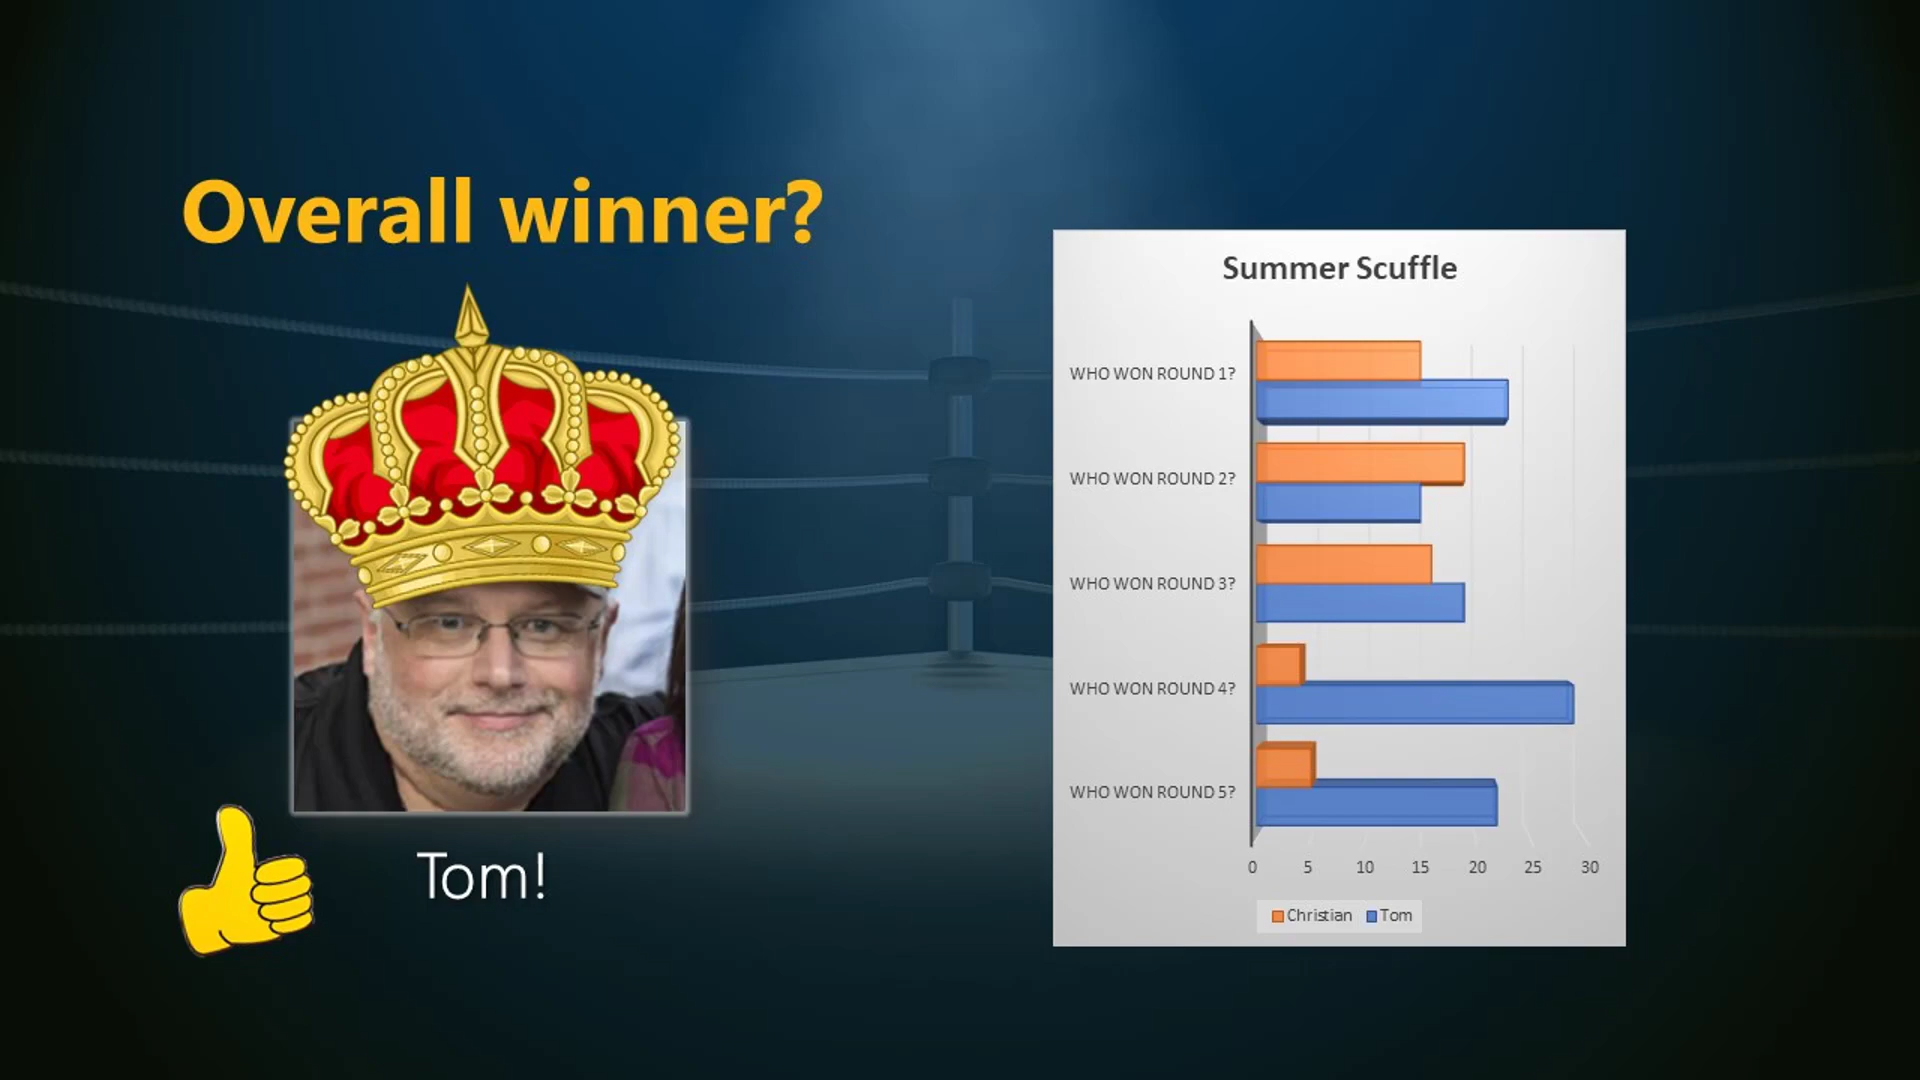 Overall winner?
Tom!
Summer Scuffle
WHO WON ROUND 1?
WHO WON ROUND 2?
WHO WON ROUND 3?
WHO WON ROUND 4?
WHO WON ROUND 5?
0 5 10 15 20 25 30
Christian Tom